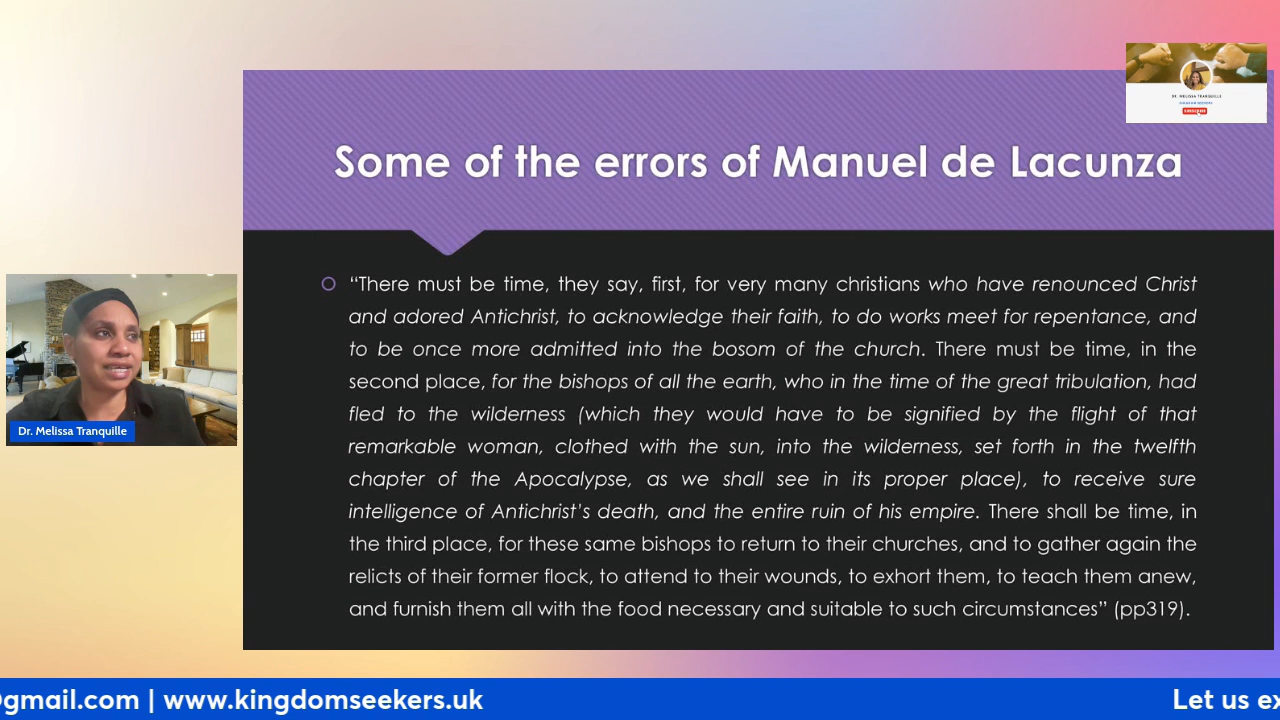 DR. MELISSA TRANQUILLE
KINGDOM SEEKERS
SUBSCRIBE
Some of the errors of Manuel de Lacunza
“There must be time, they say, first, for very many christians who have renounced Christ
and adored Antichrist, to acknowledge their faith, to do works meet for repentance, and
to be once more admitted into the bosom of the church. There must be time, in the
second place, for the bishops of all the earth, who in the time of the great tribulation, had
fled to the wilderness (which they would have to be signified by the flight of that
remarkable woman, clothed with the sun, into the wilderness, set forth in the twelfth
chapter of the Apocalypse, as we shall see in its proper place), to receive sure
intelligence of Antichrist’s death, and the entire ruin of his empire. There shall be time, in
the third place, for these same bishops to return to their churches, and to gather again the
relicts of their former flock, to attend to their wounds, to exhort them, to teach them anew,
and furnish them all with the food necessary and suitable to such circumstances” (pp319).
Dr. Melissa Tranquille
@gmail.com | www.kingdomseekers.uk
Let us ex